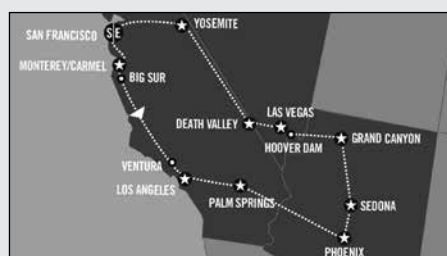 YOSEMITE
SAN FRANCISCO
S E
MONTEREY/CARMEL
BIG SUR
LAS VEGAS
DEATH VALLEY
HOOVER DAM
GRAND CANYON
VENTURA
LOS ANGELES
PALM SPRINGS
SEDONA
PHOENIX